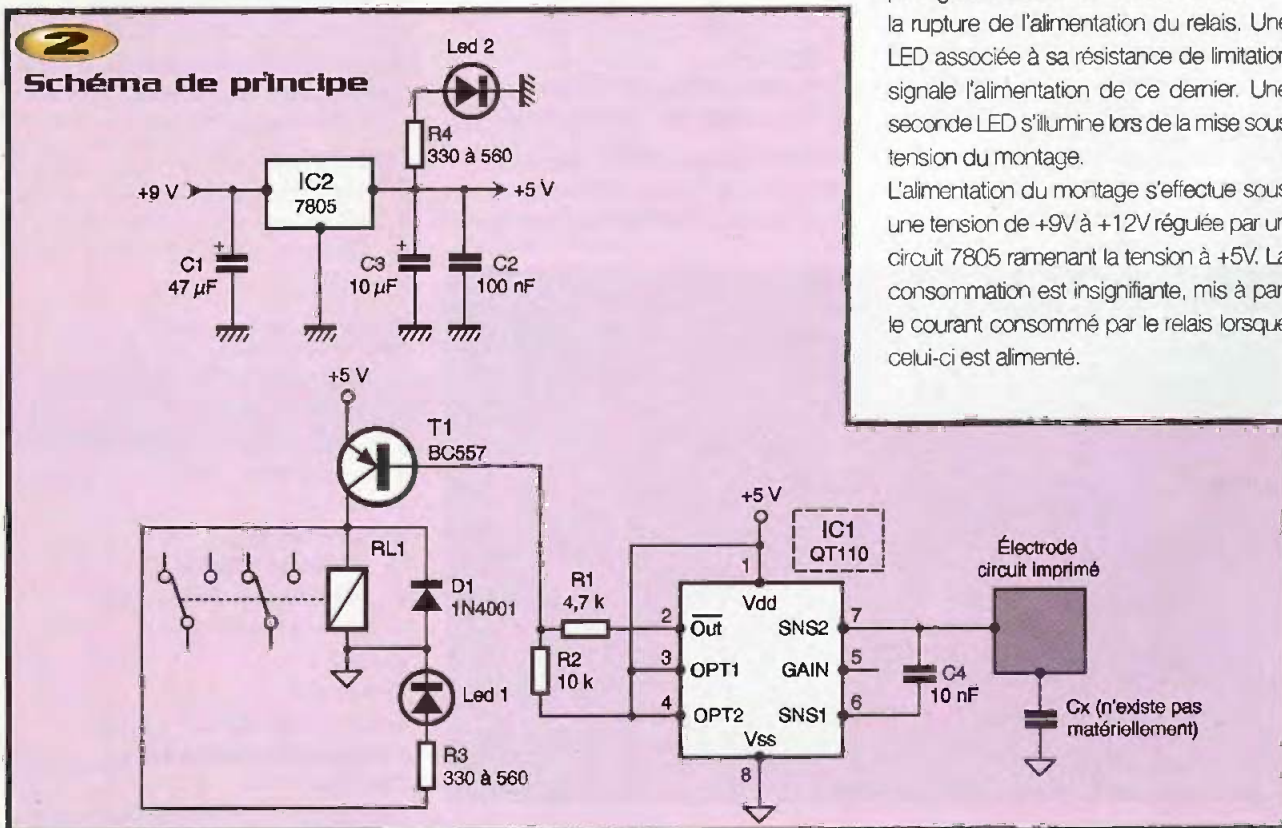 2
Schéma de principe
Led 2
R4
330 à 560
+9 V
IC2
7805
+5 V
+
C1
47 µF
+
C3
10 µF
C2
100 nF
la rupture de l'alimentation du relais. Une
LED associée à sa résistance de limitation
signale l'alimentation de ce dernier. Une
seconde LED s'illumine lors de la mise sous
tension du montage.
L'alimentation du montage s'effectue sous
une tension de +9V à +12V régulée par un
circuit 7805 ramenant la tension à +5V. La
consommation est insignifiante, mis à par
le courant consommé par le relais lorsque
celui-ci est alimenté.
+5 V
T1
BC557
RL1
D1
1N4001
Led 1
R3
330 à 560
R1
4,7 k
R2
10 k
+5 V
IC1
QT110
1
Vdd
2
Out
SNS2
7
3
OPT1
GAIN
5
4
OPT2
SNS1
6
Vss
8
C4
10 nF
Électrode
circuit imprimé
Cx (n'existe pas
matériellement)